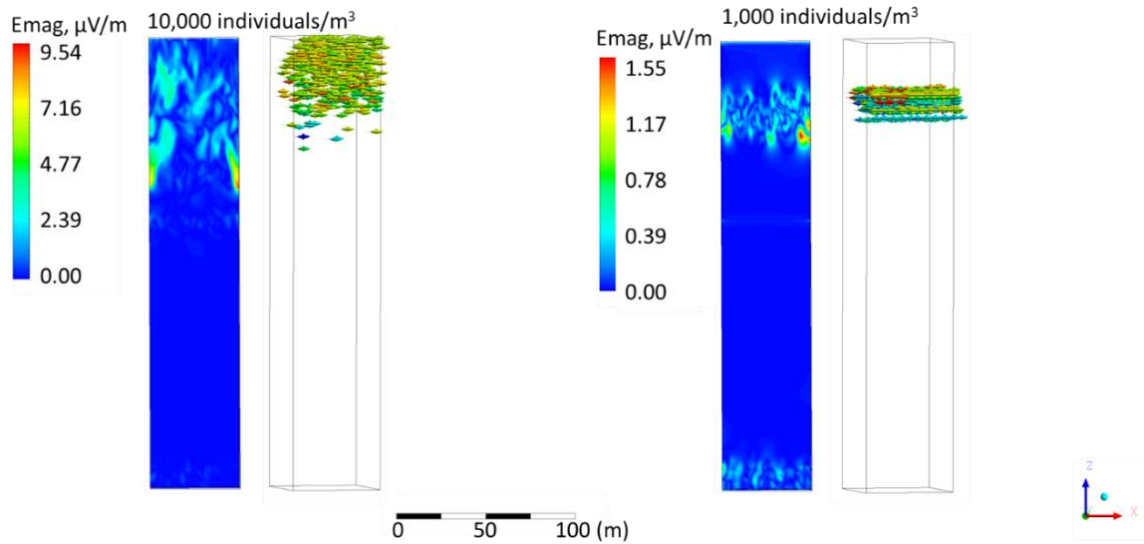 Emag, µV/m
10,000 individuals/m³
9.54
7.16
4.77
2.39
0.00
Emag, µV/m
1,000 individuals/m³
1.55
1.17
0.78
0.39
0.00
0 50 100 (m)
Z
Y
X